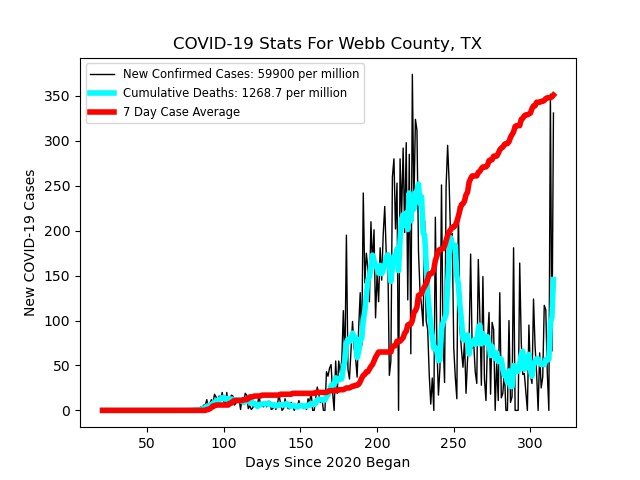 COVID-19 Stats For Webb County, TX
New Confirmed Cases: 59900 per million
Cumulative Deaths: 1268.7 per million
7 Day Case Average
New COVID-19 Cases
350
300
250
200
150
100
50
0
50
100
150
200
250
300
Days Since 2020 Began